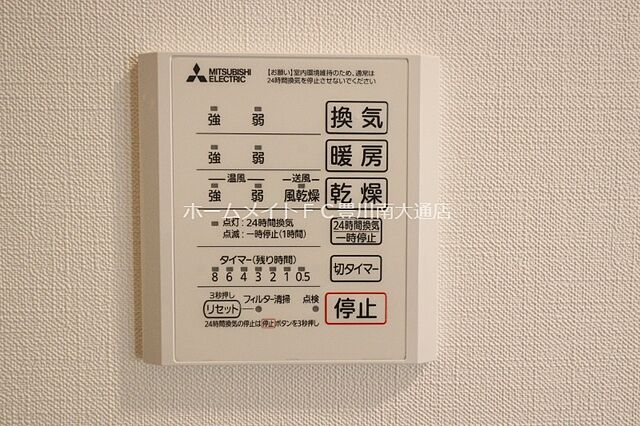 MITSUBISHI
ELECTRIC
【お願い】室内環境維持のため、通常は
24時間換気を停止させないでください
強 弱 換気
強 弱 暖房
温風 送風
強 弱 風乾燥 乾燥
ホームメイトFC豊川南大通店
点灯:24時間換気
点滅:一時停止(1時間)
24時間換気
一時停止
タイマー(残り時間)
8 6 4 3 2 1 0.5
切タイマー
3秒押し
リセット フィルター清掃 点検
停止
24時間換気の停止は停止ボタンを3秒押し